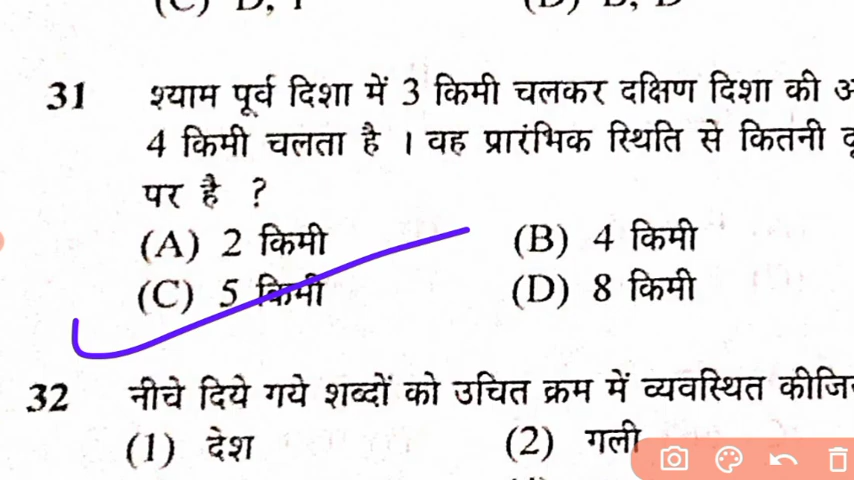 31 श्याम पूर्व दिशा में 3 किमी चलकर दक्षिण दिशा की
4 किमी चलता है । वह प्रारंभिक स्थिति से कितनी
पर है ?
(A) 2 किमी (B) 4 किमी
(C) 5 किमी (D) 8 किमी
32 नीचे दिये गये शब्दों को उचित क्रम में व्यवस्थित
(1) देश (2) गली